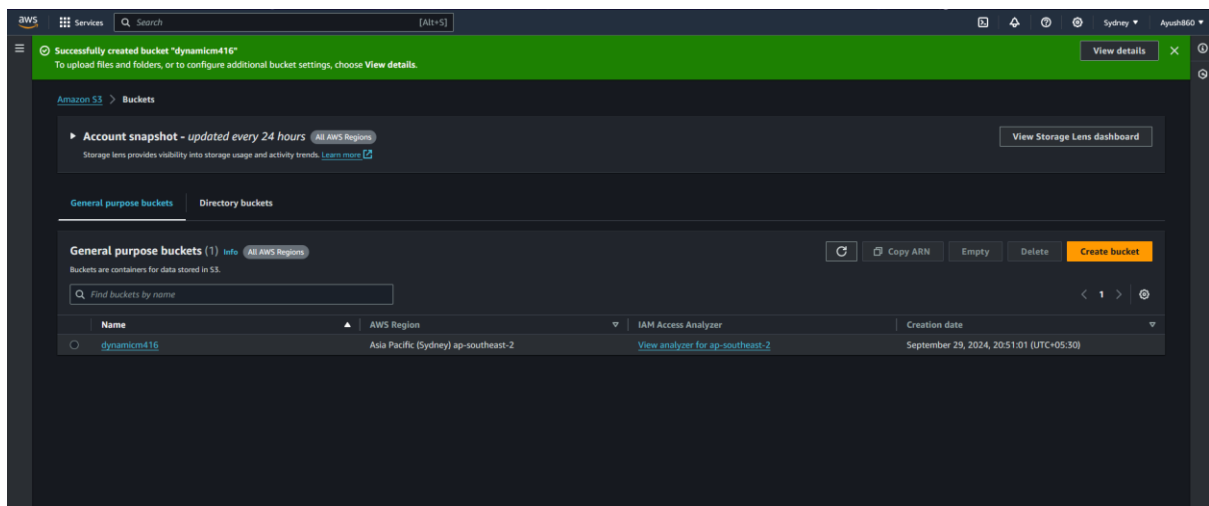 aws Services Search [Alt+S] Sydney ▼ Ayush860 ▼
Successfully created bucket "dynamicm416"
To upload files and folders, or to configure additional bucket settings, choose View details.
View details
Amazon S3 > Buckets
Account snapshot - updated every 24 hours All AWS Regions
Storage lens provides visibility into storage usage and activity trends. Learn more
View Storage Lens dashboard
General purpose buckets Directory buckets
General purpose buckets (1) Info All AWS Regions
Buckets are containers for data stored in S3.
Copy ARN Empty Delete Create bucket
Find buckets by name
< 1 >
Name AWS Region IAM Access Analyzer Creation date
dynamicm416 Asia Pacific (Sydney) ap-southeast-2 View analyzer for ap-southeast-2 September 29, 2024, 20:51:01 (UTC+05:30)